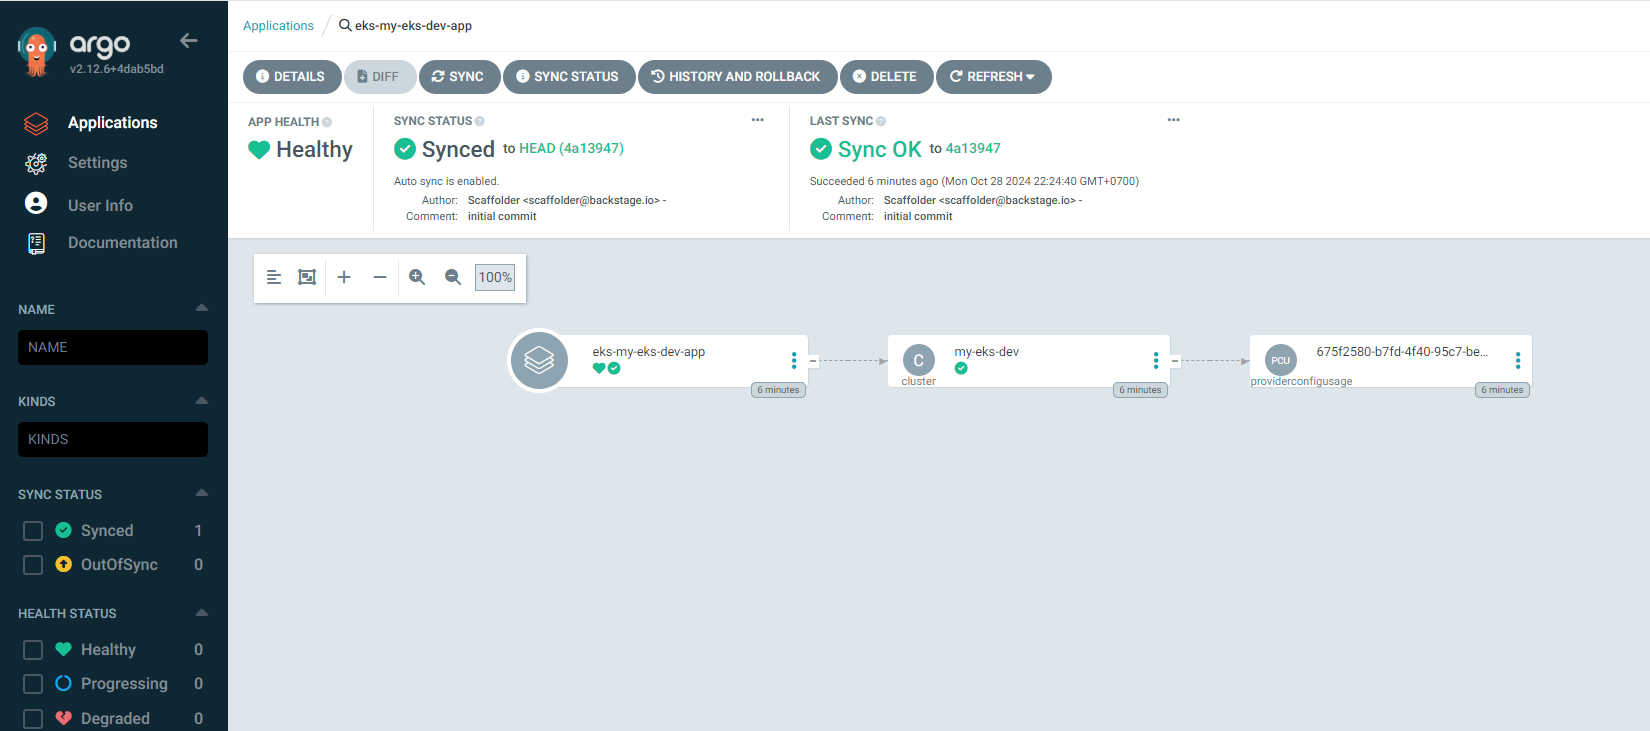 argo
v2.12.6+4dab5bd
Applications
Settings
User Info
Documentation
NAME
NAME
KINDS
KINDS
SYNC STATUS
Synced 1
OutOfSync 0
HEALTH STATUS
Healthy 0
Progressing 0
Degraded 0
Applications / eks-my-eks-dev-app
DETAILS DIFF SYNC SYNC STATUS HISTORY AND ROLLBACK DELETE REFRESH
APP HEALTH
Healthy
SYNC STATUS
Synced to HEAD (4a13947)
Auto sync is enabled.
Author: Scaffolder <scaffolder@backstage.io> -
Comment: initial commit
LAST SYNC
Sync OK to 4a13947
Succeeded 6 minutes ago (Mon Oct 28 2024 22:24:40 GMT+0700)
Author: Scaffolder <scaffolder@backstage.io> -
Comment: initial commit
100%
eks-my-eks-dev-app
6 minutes
C
cluster
my-eks-dev
6 minutes
PCU
providerconfigusage
675f2580-b7fd-4f40-95c7-be...
6 minutes